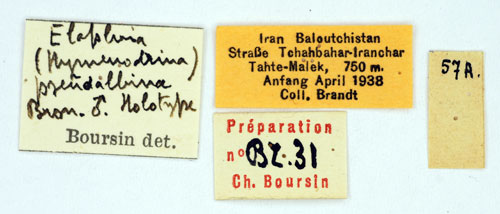 Elaphria
(Hymenodrina)
pseudalbina
Brsn. ♂ Holotype
Boursin det.
Iran Baloutchistan
Straße Tchahbahar-Iranchar
Tahte-Malek, 750 m.
Anfang April 1938
Coll. Brandt
Préparation
nº BZ.31
Ch. Boursin
57A.